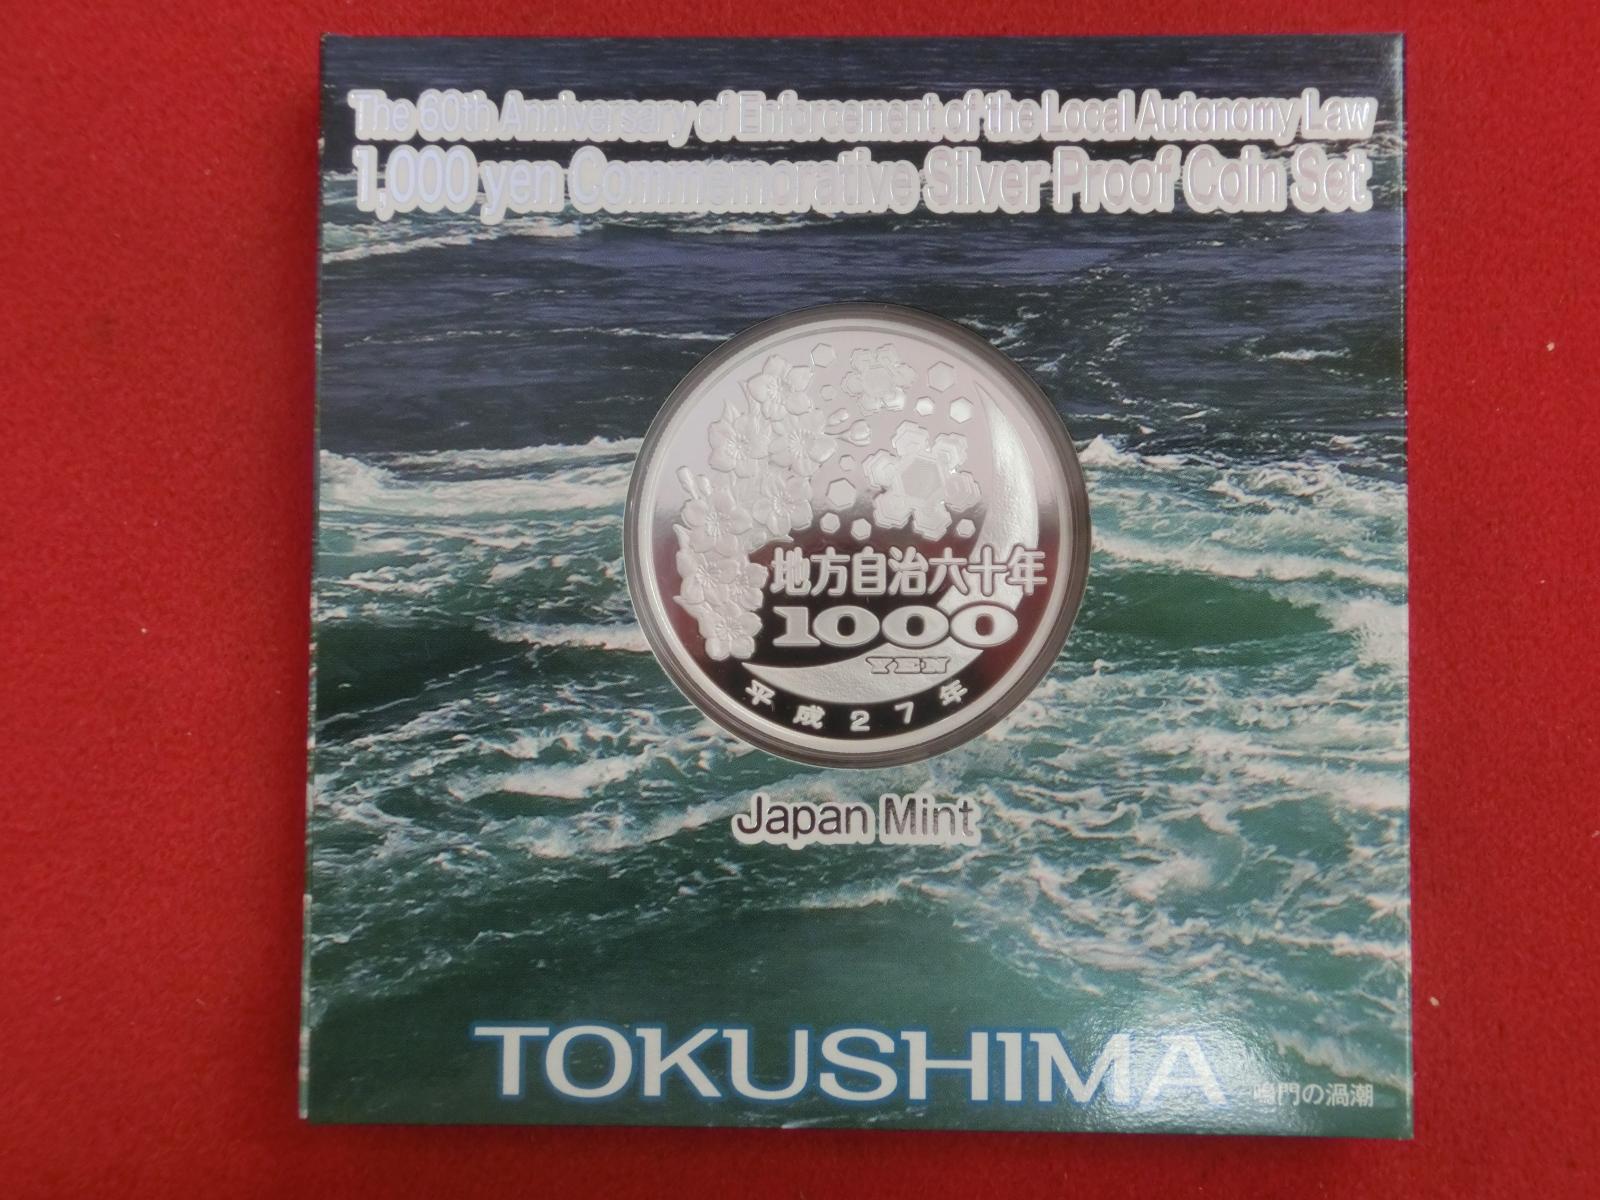 The 60th Anniversary of Enforcement of the Local Autonomy Law
1,000 yen Commemorative Silver Proof Coin Set
地方自治六十年
1000
YEN
平成27年
Japan Mint
TOKUSHIMA
鳴門の渦潮